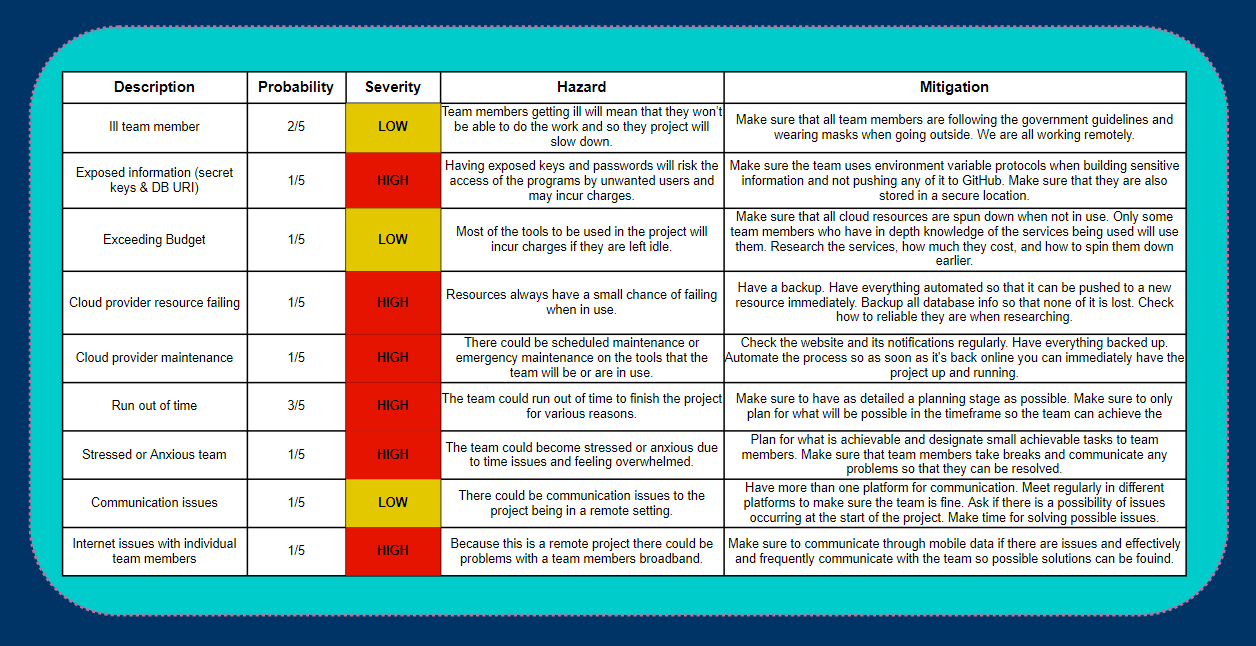 Description Probability Severity Hazard Mitigation
Ill team member
2/5
LOW
Team members getting ill will mean that they won't
be able to do the work and so they project will
slow down.
Make sure that all team members are following the government guidelines and
wearing masks when going outside. We are all working remotely.
Exposed information (secret
keys & DB URI)
1/5
HIGH
Having exposed keys and passwords will risk the
access of the programs by unwanted users and
may incur charges.
Make sure the team uses environment variable protocols when building sensitive
information and not pushing any of it to GitHub. Make sure that they are also
stored in a secure location.
Exceeding Budget
1/5
LOW
Most of the tools to be used in the project will
incur charges if they are left idle.
Make sure that all cloud resources are spun down when not in use. Only some
team members who have in depth knowledge of the services being used will use
them. Research the services, how much they cost, and how to spin them down
earlier.
Cloud provider resource failing
1/5
HIGH
Resources always have a small chance of failing
when in use.
Have a backup. Have everything automated so that it can be pushed to a new
resource immediately. Backup all database info so that none of it is lost. Check
how to reliable they are when researching.
Cloud provider maintenance
1/5
HIGH
There could be scheduled maintenance or
emergency maintenance on the tools that the
team will be or are in use.
Check the website and its notifications regularly. Have everything backed up.
Automate the process so as soon as it's back online you can immediately have the
project up and running.
Run out of time
3/5
HIGH
The team could run out of time to finish the project
for various reasons.
Make sure to have as detailed a planning stage as possible. Make sure to only
plan for what will be possible in the timeframe so the team can achieve the
Stressed or Anxious team
1/5
HIGH
The team could become stressed or anxious due
to time issues and feeling overwhelmed.
Plan for what is achievable and designate small achievable tasks to team
members. Make sure that team members take breaks and communicate any
problems so that they can be resolved.
Communication issues
1/5
LOW
There could be communication issues to the
project being in a remote setting.
Have more than one platform for communication. Meet regularly in different
platforms to make sure the team is fine. Ask if there is a possibility of issues
occurring at the start of the project. Make time for solving possible issues.
Internet issues with individual
team members
1/5
HIGH
Because this is a remote project there could be
problems with a team members broadband.
Make sure to communicate through mobile data if there are issues and effectively
and frequently communicate with the team so possible solutions can be fouind.